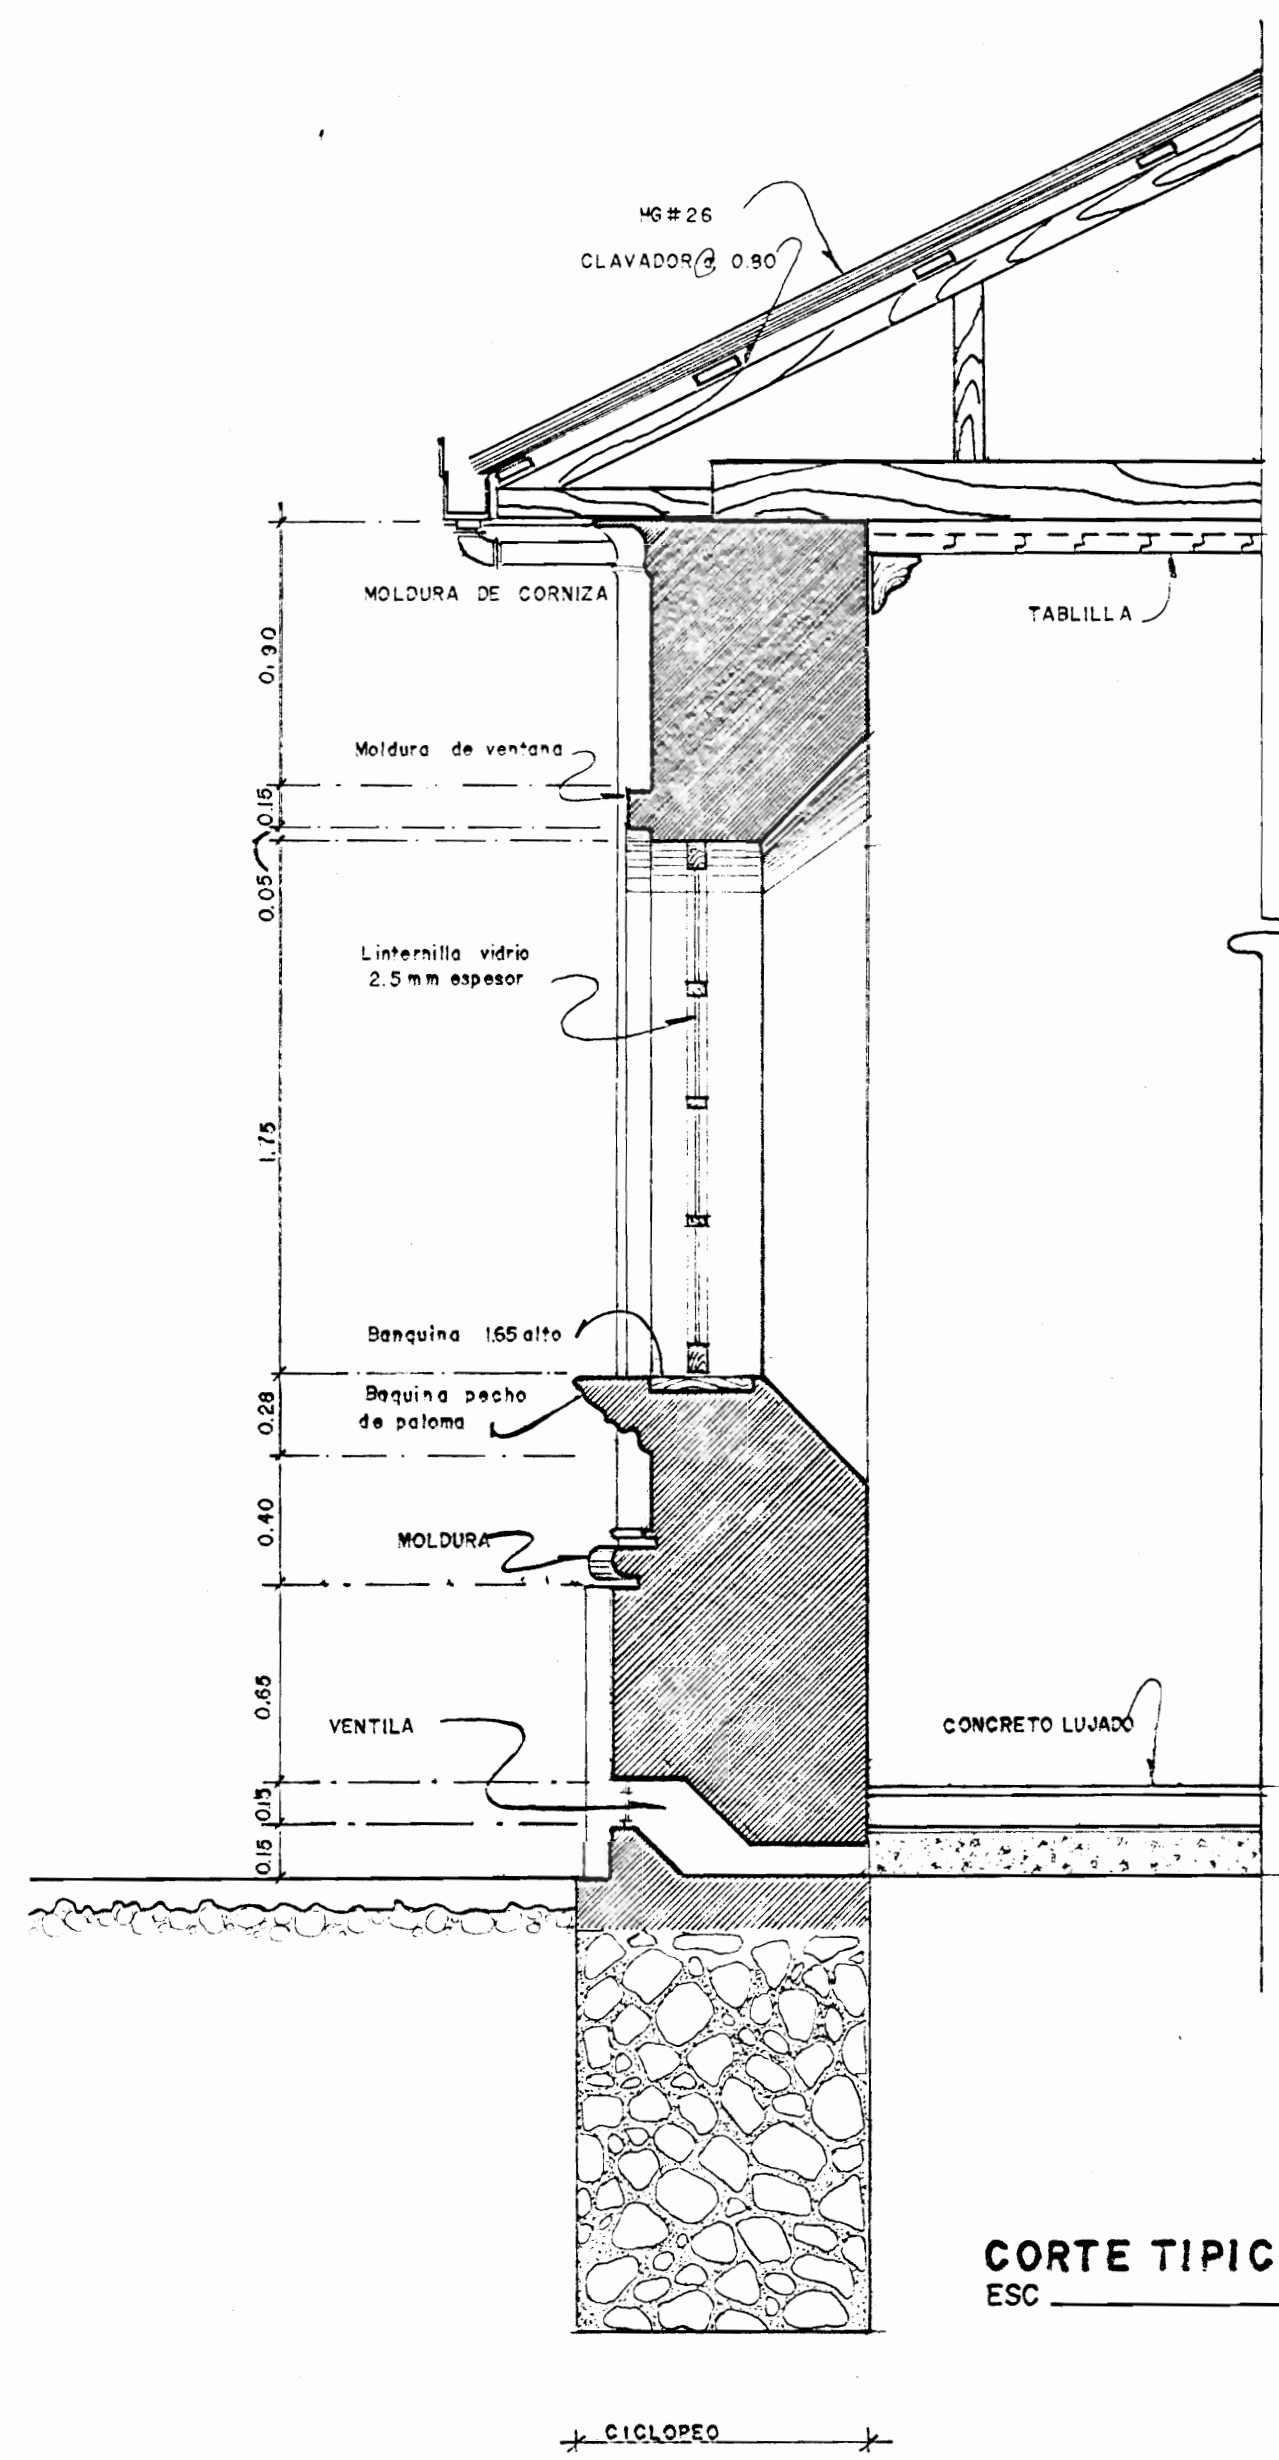 HG#26
CLAVADOR@ 0.80
MOLDURA DE CORNIZA
TABLILLA
0.90
Moldura de ventana
0.15
0.05
Linternilla vidrio
2.5 mm espesor
1.75
Banquina 1.65 alto
Baquina pecho
de paloma
0.28
0.40
MOLDURA
0.65
VENTILA
CONCRETO LUJADO
0.15
0.15
CORTE TIPIC
ESC
CICLOPEO